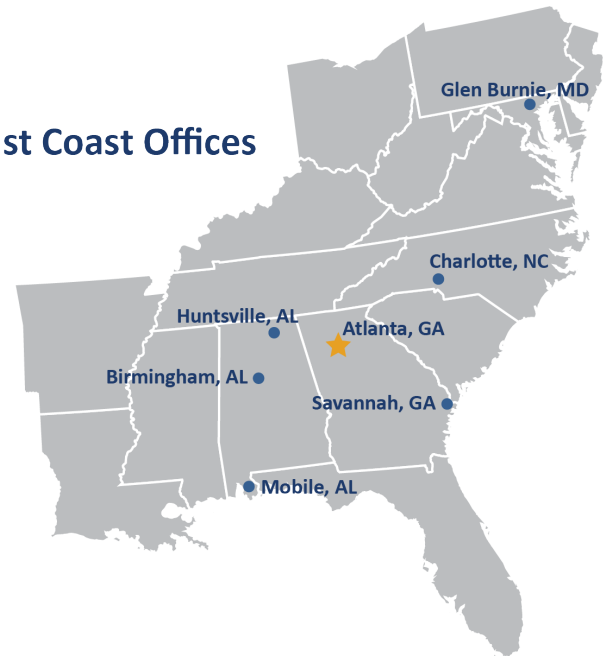 Glen Burnie, MD
st Coast Offices
Charlotte, NC
Huntsville, AL
Atlanta, GA
Birmingham, AL
Savannah, GA
Mobile, AL